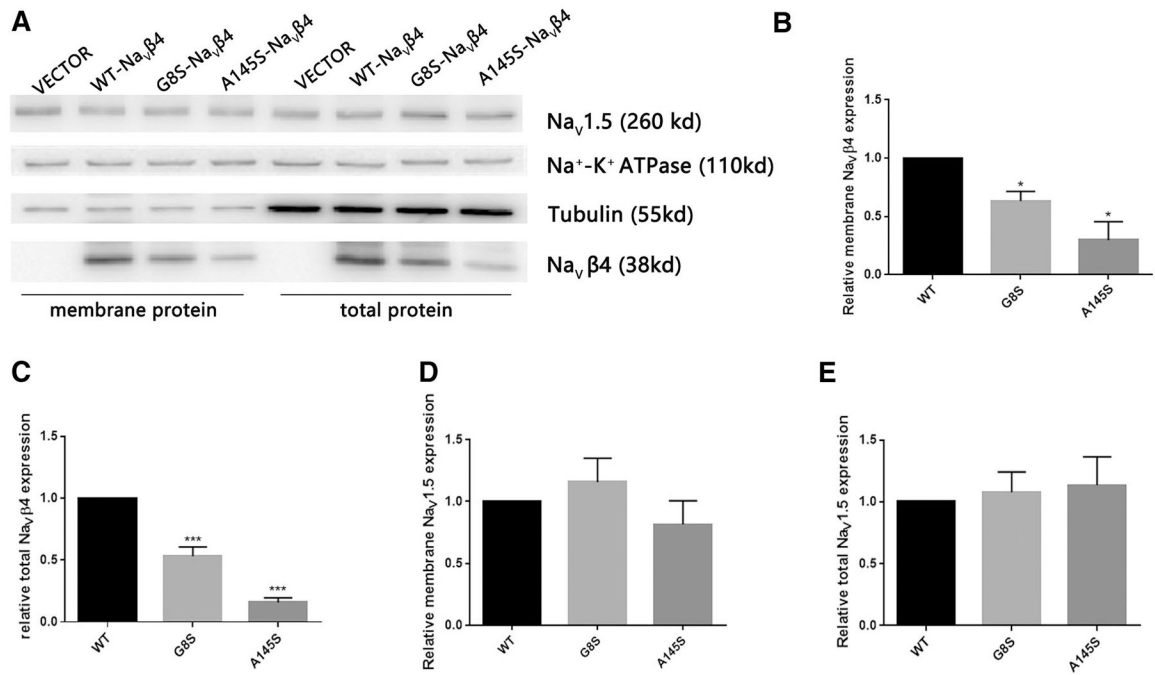 A
VECTOR
WT-Naᵥβ4
G8S-Naᵥβ4
A145S-Naᵥβ4
VECTOR
WT-Naᵥβ4
G8S-Naᵥβ4
A145S-Naᵥβ4
Naᵥ1.5 (260 kd)
Na⁺-K⁺ ATPase (110kd)
Tubulin (55kd)
Naᵥ β4 (38kd)
membrane protein
total protein
B
Relative membrane Naᵥβ4 expression
1.5
1.0
0.5
0.0
*
*
WT
G8S
A145S
C
relative total Naᵥβ4 expression
1.5
1.0
0.5
0.0
***
***
WT
G8S
A145S
D
Relative membrane Naᵥ1.5 expression
1.5
1.0
0.5
0.0
WT
G8S
A145S
E
Relative total Naᵥ1.5 expression
1.5
1.0
0.5
0.0
WT
G8S
A145S